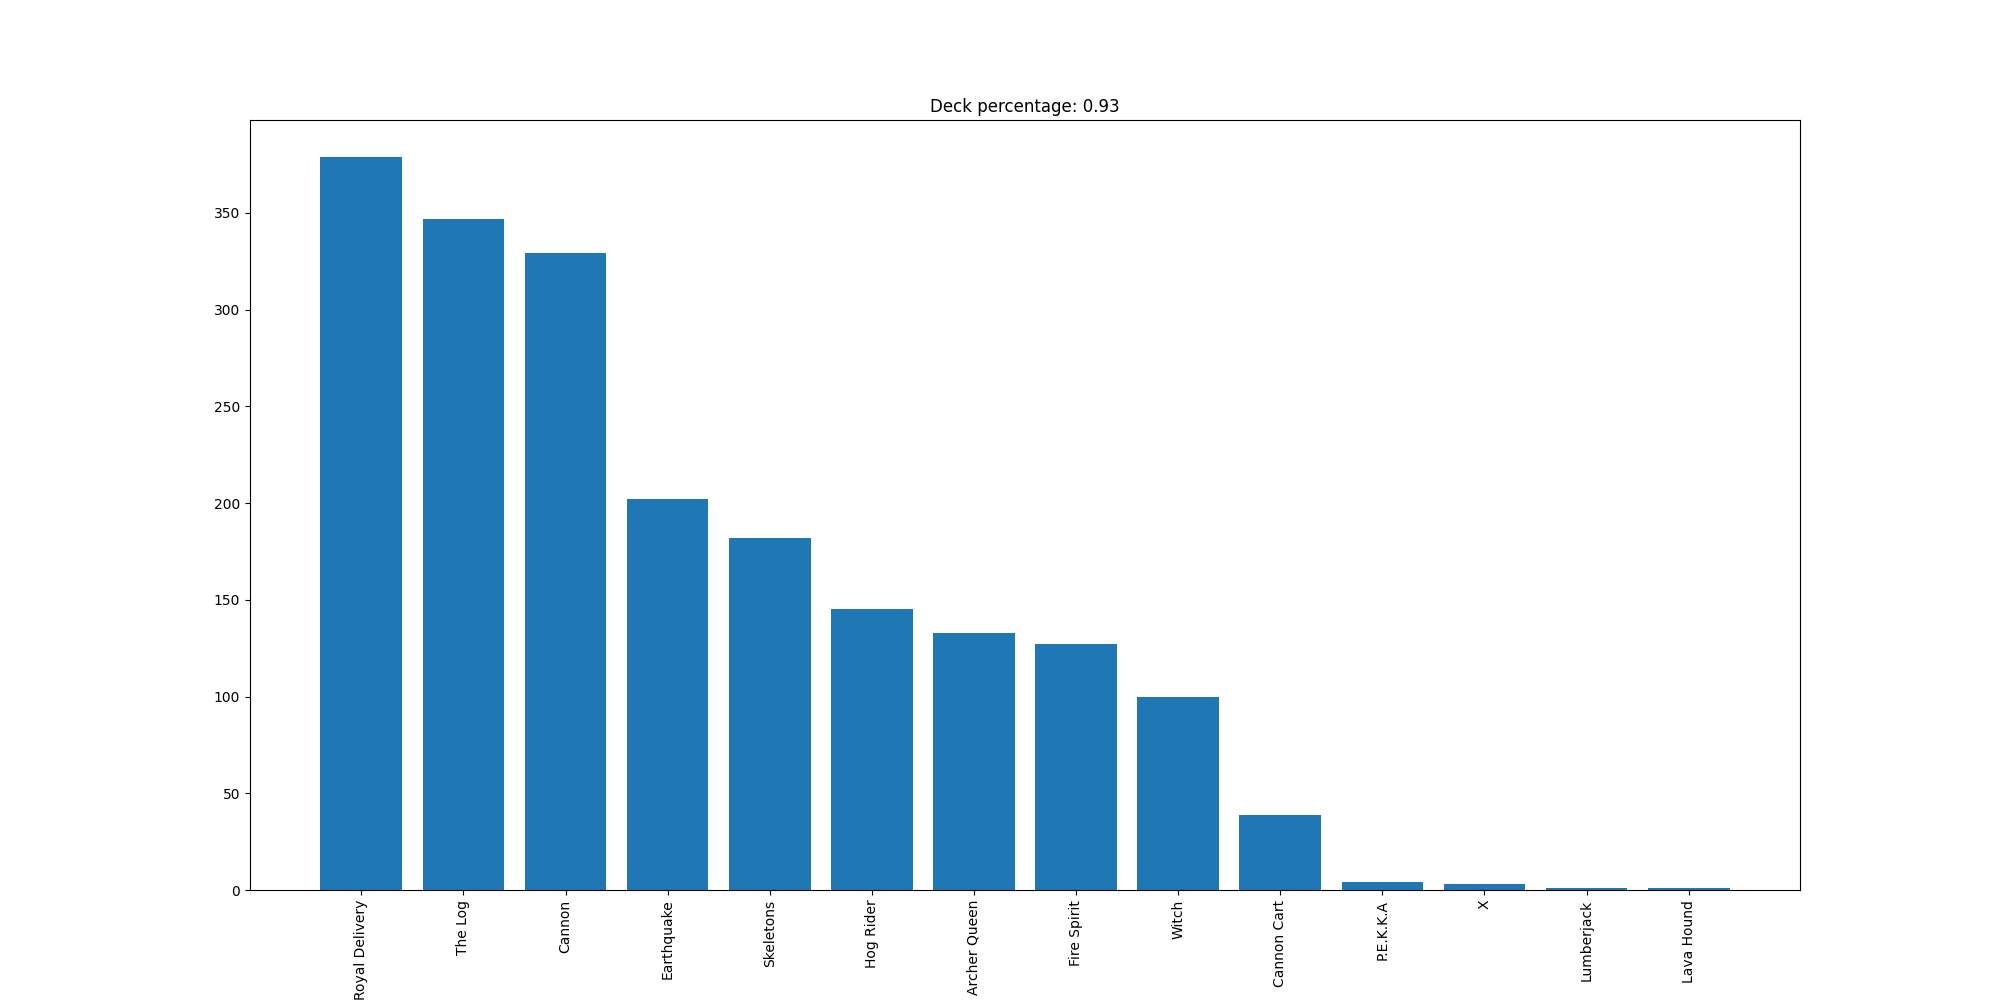 Deck percentage: 0.93
350
300
250
200
150
100
50
0
Royal Delivery
The Log
Cannon
Earthquake
Skeletons
Hog Rider
Archer Queen
Fire Spirit
Witch
Cannon Cart
P.E.K.K.A
X
Lumberjack
Lava Hound